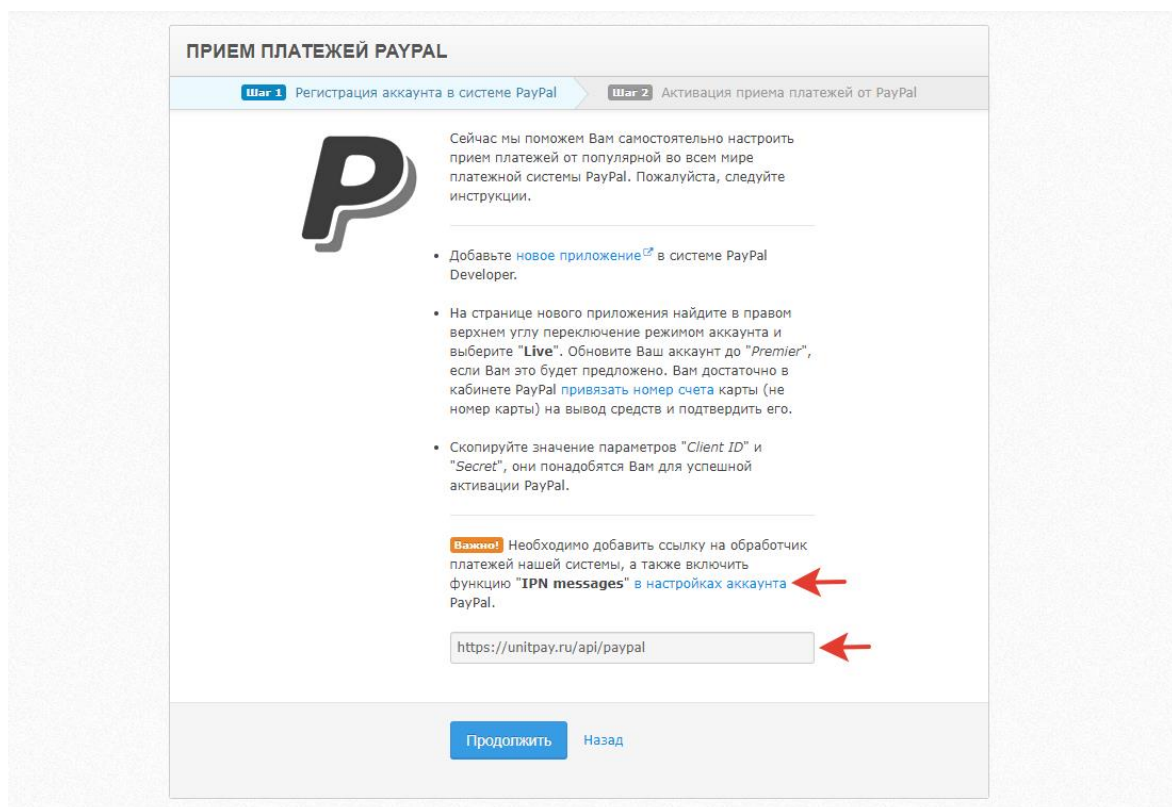 ПРИЕМ ПЛАТЕЖЕЙ PAYPAL
Шаг 1 Регистрация аккаунта в системе PayPal
Шаг 2 Активация приема платежей от PayPal
Сейчас мы поможем Вам самостоятельно настроить
прием платежей от популярной во всем мире
платежной системы PayPal. Пожалуйста, следуйте
инструкции.
• Добавьте новое приложение в системе PayPal
Developer.
• На странице нового приложения найдите в правом
верхнем углу переключение режимом аккаунта и
выберите "Live". Обновите Ваш аккаунт до "Premier",
если Вам это будет предложено. Вам достаточно в
кабинете PayPal привязать номер счета карты (не
номер карты) на вывод средств и подтвердить его.
• Скопируйте значение параметров "Client ID" и
"Secret", они понадобятся Вам для успешной
активации PayPal.
Важно! Необходимо добавить ссылку на обработчик
платежей нашей системы, а также включить
функцию "IPN messages" в настройках аккаунта
PayPal.
https://unitpay.ru/api/paypal
Продолжить
Назад